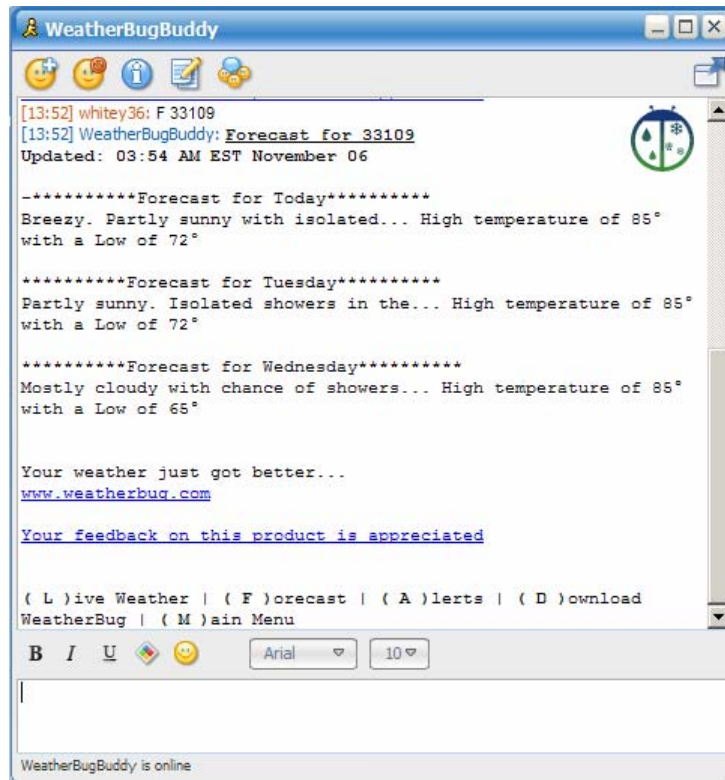 WeatherBugBuddy
[13:52] whitey36: F 33109
[13:52] WeatherBugBuddy: Forecast for 33109
Updated: 03:54 AM EST November 06
-**********Forecast for Today**********
Breezy. Partly sunny with isolated... High temperature of 85°
with a Low of 72°
**********Forecast for Tuesday**********
Partly sunny. Isolated showers in the... High temperature of 85°
with a Low of 72°
**********Forecast for Wednesday**********
Mostly cloudy with chance of showers... High temperature of 85°
with a Low of 65°
Your weather just got better...
www.weatherbug.com
Your feedback on this product is appreciated
( L )ive Weather | ( F )orecast | ( A )lerts | ( D )ownload
WeatherBug | ( M )ain Menu
B I U Arial 10
WeatherBugBuddy is online